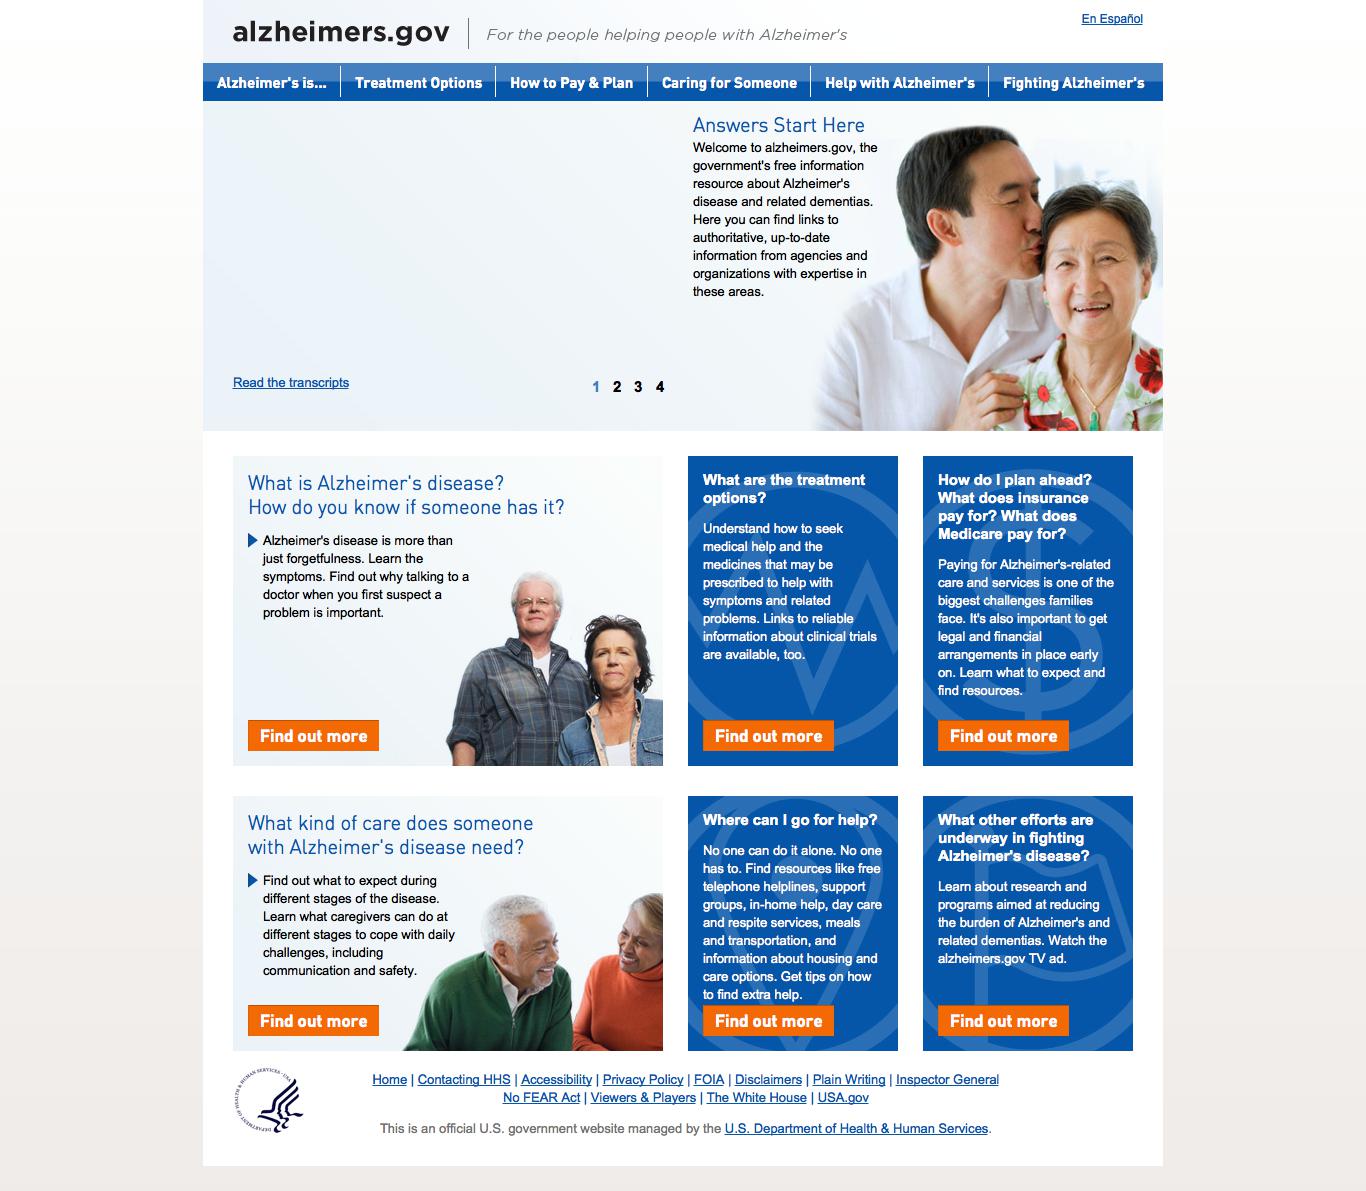 alzheimers.gov
For the people helping people with Alzheimer's
En Español
Alzheimer's is...
Treatment Options
How to Pay & Plan
Caring for Someone
Help with Alzheimer's
Fighting Alzheimer's
Answers Start Here
Welcome to alzheimers.gov, the
government's free information
resource about Alzheimer's
disease and related dementias.
Here you can find links to
authoritative, up-to-date
information from agencies and
organizations with expertise in
these areas.
Read the transcripts
1 2 3 4
What is Alzheimer's disease?
How do you know if someone has it?
Alzheimer's disease is more than
just forgetfulness. Learn the
symptoms. Find out why talking to a
doctor when you first suspect a
problem is important.
Find out more
What are the treatment
options?
Understand how to seek
medical help and the
medicines that may be
prescribed to help with
symptoms and related
problems. Links to reliable
information about clinical trials
are available, too.
Find out more
How do I plan ahead?
What does insurance
pay for? What does
Medicare pay for?
Paying for Alzheimer's-related
care and services is one of the
biggest challenges families
face. It's also important to get
legal and financial
arrangements in place early
on. Learn what to expect and
find resources.
Find out more
What kind of care does someone
with Alzheimer's disease need?
Find out what to expect during
different stages of the disease.
Learn what caregivers can do at
different stages to cope with daily
challenges, including
communication and safety.
Find out more
Where can I go for help?
No one can do it alone. No one
has to. Find resources like free
telephone helplines, support
groups, in-home help, day care
and respite services, meals
and transportation, and
information about housing and
care options. Get tips on how
to find extra help.
Find out more
What other efforts are
underway in fighting
Alzheimer's disease?
Learn about research and
programs aimed at reducing
the burden of Alzheimer's and
related dementias. Watch the
alzheimers.gov TV ad.
Find out more
DEPARTMENT OF HEALTH & HUMAN SERVICES · USA
Home | Contacting HHS | Accessibility | Privacy Policy | FOIA | Disclaimers | Plain Writing | Inspector General
No FEAR Act | Viewers & Players | The White House | USA.gov
This is an official U.S. government website managed by the U.S. Department of Health & Human Services.